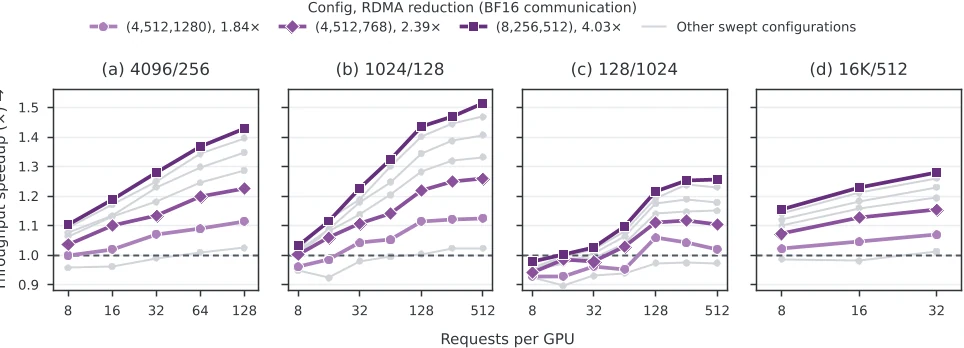 Config, RDMA reduction (BF16 communication)
(4,512,1280), 1.84× (4,512,768), 2.39× (8,256,512), 4.03× Other swept configurations
(a) 4096/256 (b) 1024/128 (c) 128/1024 (d) 16K/512
Throughput speedup (×) →
1.5
1.4
1.3
1.2
1.1
1.0
0.9
8 16 32 64 128 8 32 128 512 8 32 128 512 8 16 32
Requests per GPU